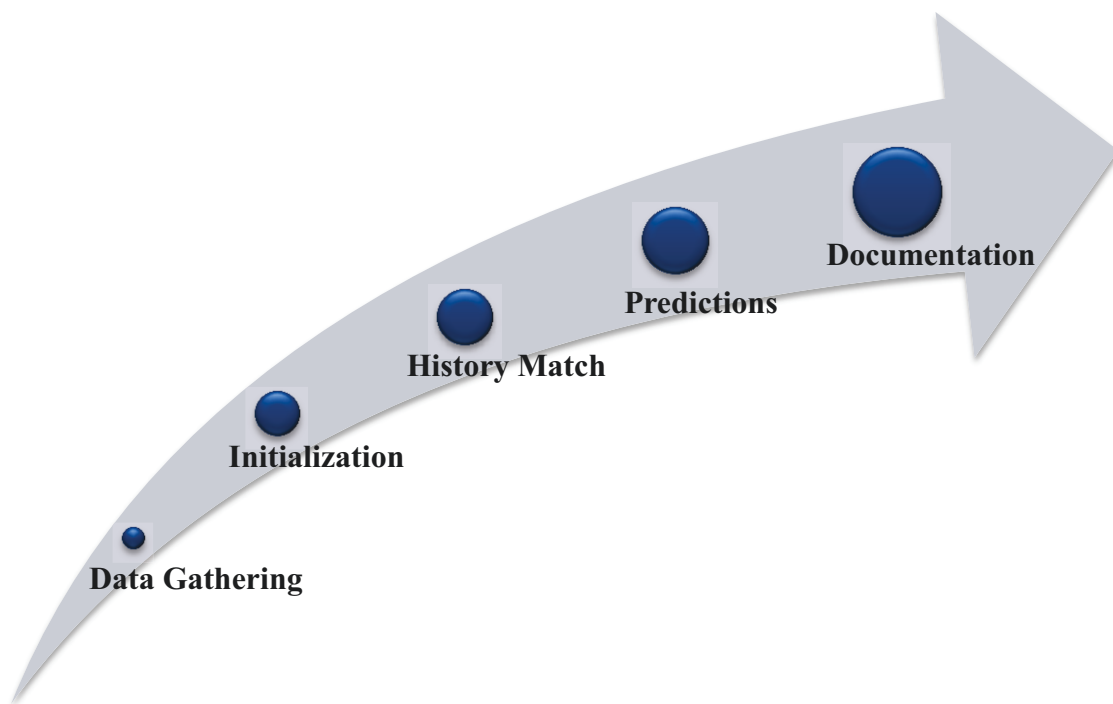 Data Gathering
Initialization
History Match
Predictions
Documentation